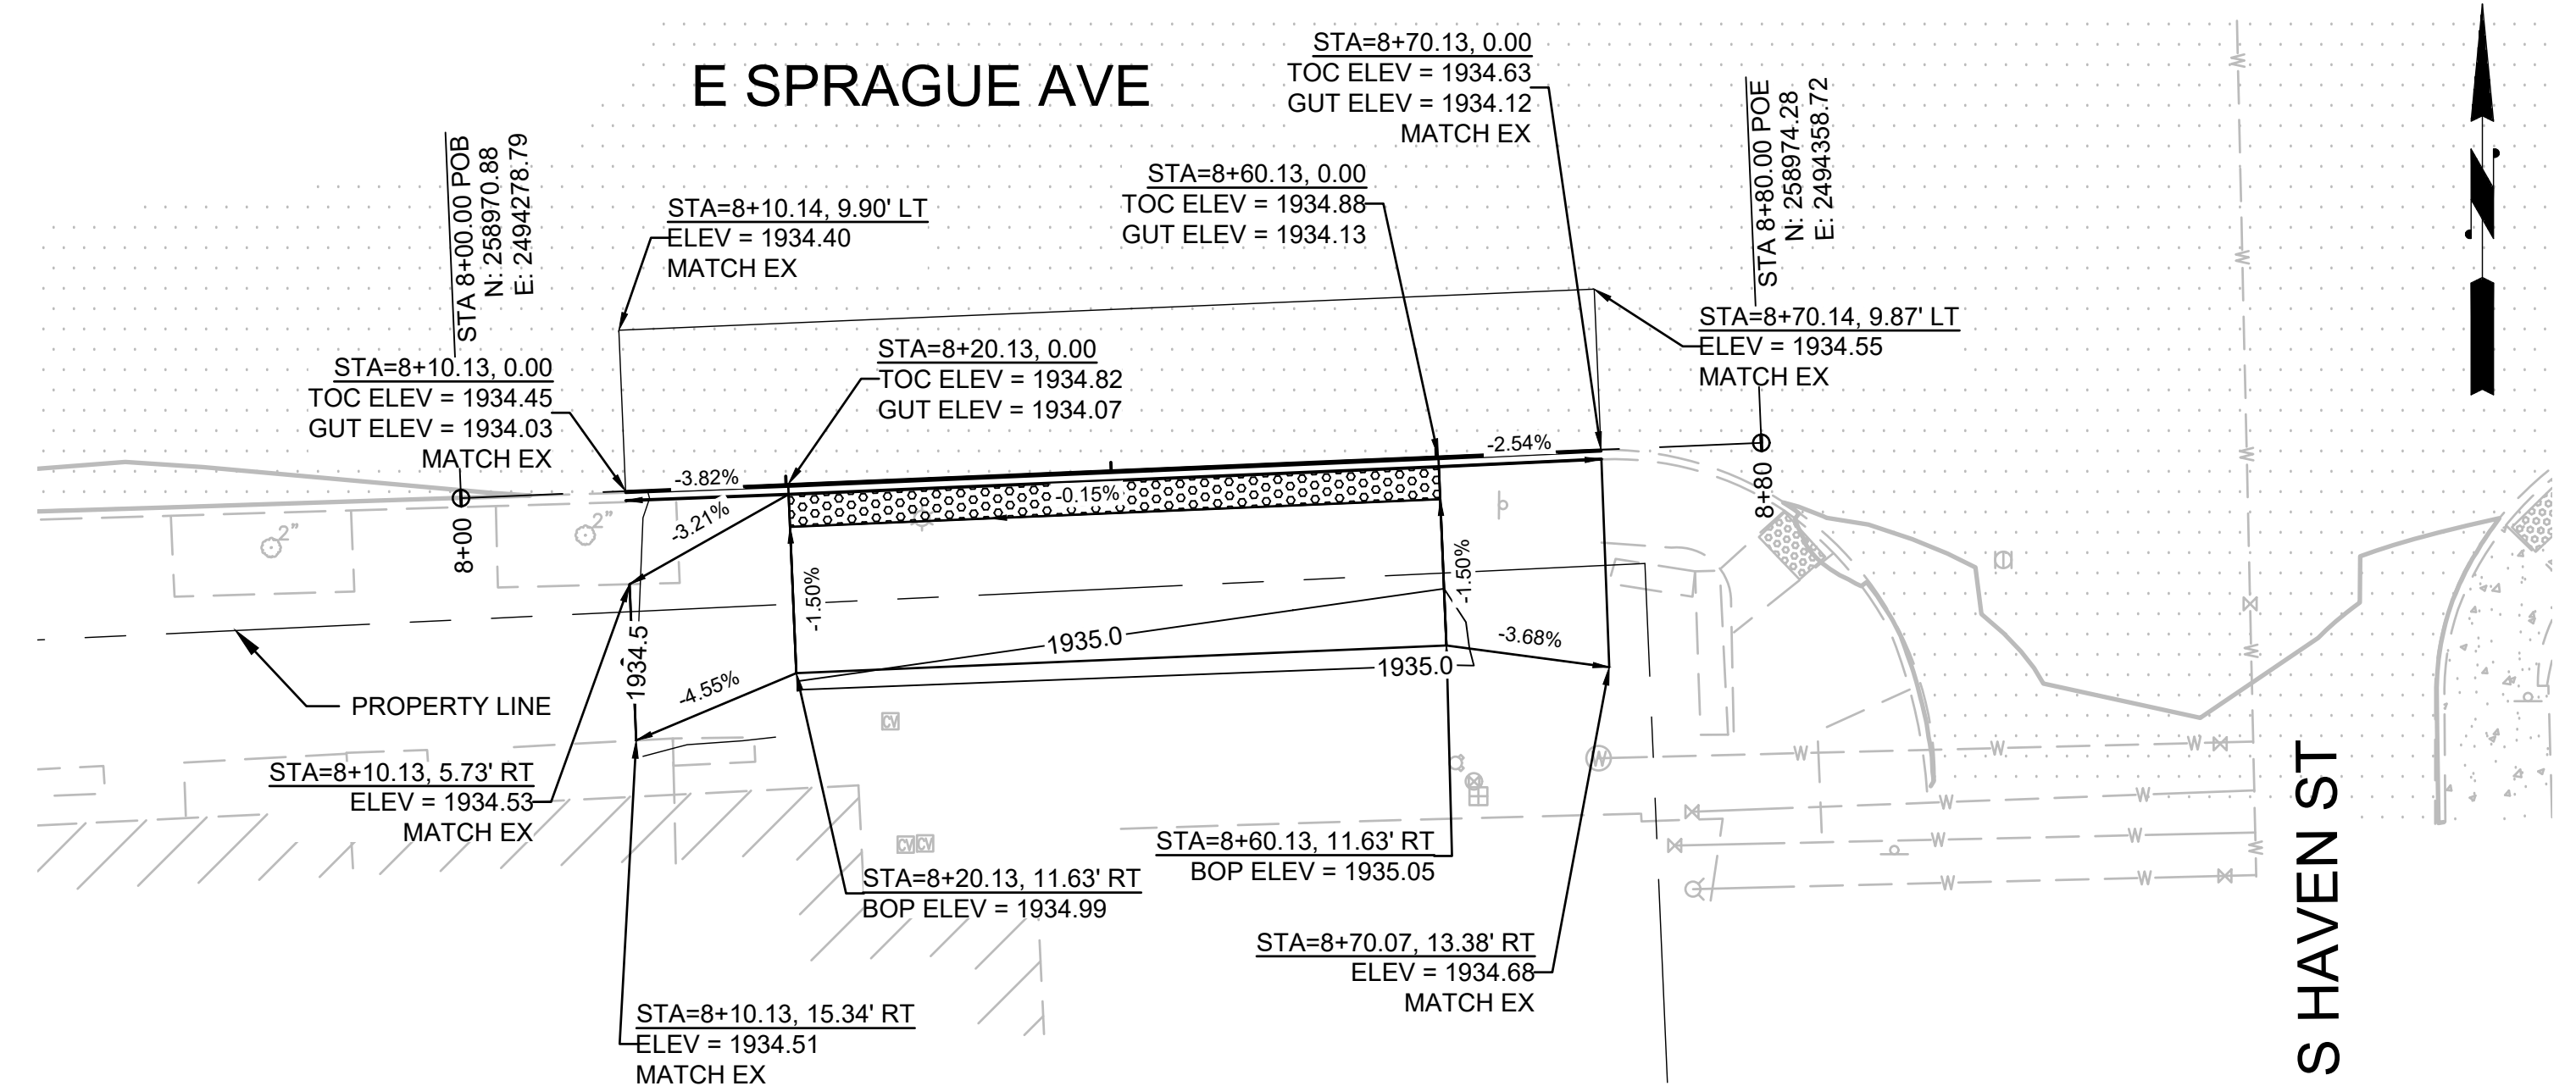 E SPRAGUE AVE
STA=8+70.13, 0.00
TOC ELEV = 1934.63
GUT ELEV = 1934.12
MATCH EX
STA 8+00.00 POB
N: 258970.88
E: 2494278.79
STA=8+10.14, 9.90' LT
ELEV = 1934.40
MATCH EX
STA=8+60.13, 0.00
TOC ELEV = 1934.88
GUT ELEV = 1934.13
STA 8+80.00 POE
N: 258974.28
E: 2494358.72
STA=8+10.13, 0.00
TOC ELEV = 1934.45
GUT ELEV = 1934.03
MATCH EX
STA=8+20.13, 0.00
TOC ELEV = 1934.82
GUT ELEV = 1934.07
STA=8+70.14, 9.87' LT
ELEV = 1934.55
MATCH EX
-3.82%
-2.54%
-0.15%
-3.21%
8+00
8+80
2"
2"
-1.50%
-1.50%
1934.5
1935.0
1935.0
-3.68%
-4.55%
PROPERTY LINE
CV
CV
CV
W
W
W
W
W
W
W
W
W
W
STA=8+10.13, 5.73' RT
ELEV = 1934.53
MATCH EX
STA=8+20.13, 11.63' RT
BOP ELEV = 1934.99
STA=8+60.13, 11.63' RT
BOP ELEV = 1935.05
STA=8+70.07, 13.38' RT
ELEV = 1934.68
MATCH EX
STA=8+10.13, 15.34' RT
ELEV = 1934.51
MATCH EX
S HAVEN ST
N